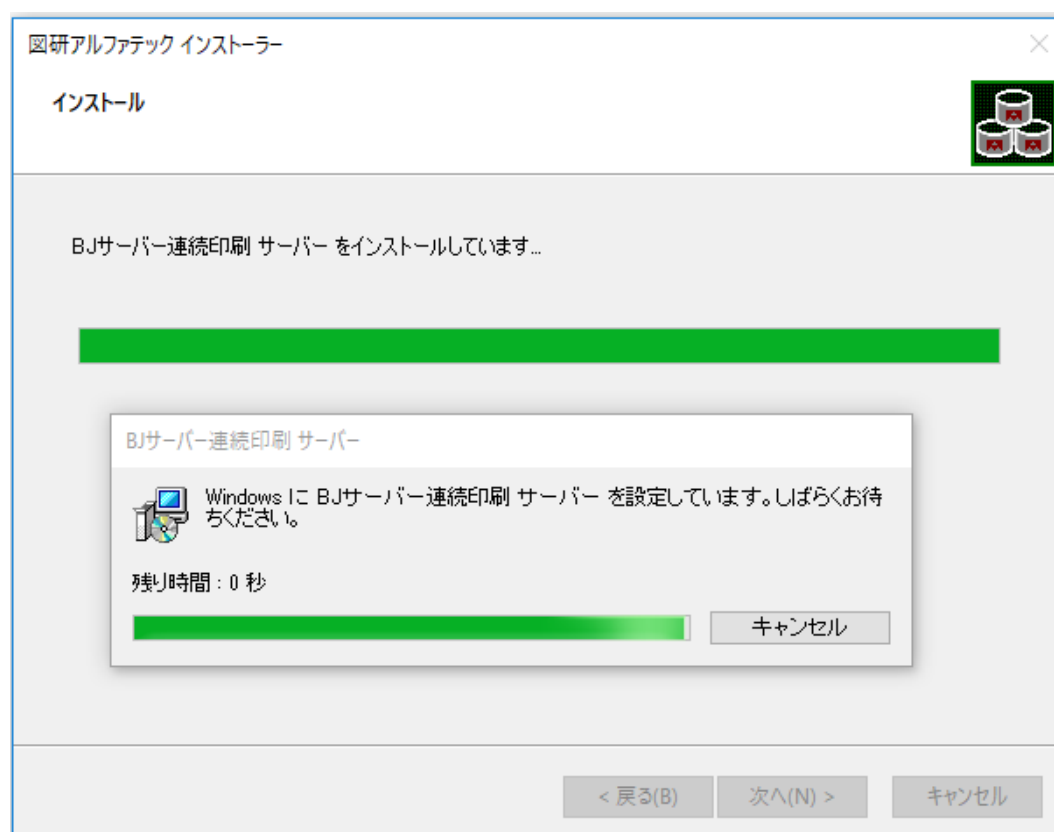 図研アルファテック インストーラー
インストール
BJサーバー連続印刷 サーバー をインストールしています...
BJサーバー連続印刷 サーバー
Windows に BJサーバー連続印刷 サーバー を設定しています。しばらくお待
ちください。
残り時間 : 0 秒
キャンセル
< 戻る(B) 次へ(N) > キャンセル